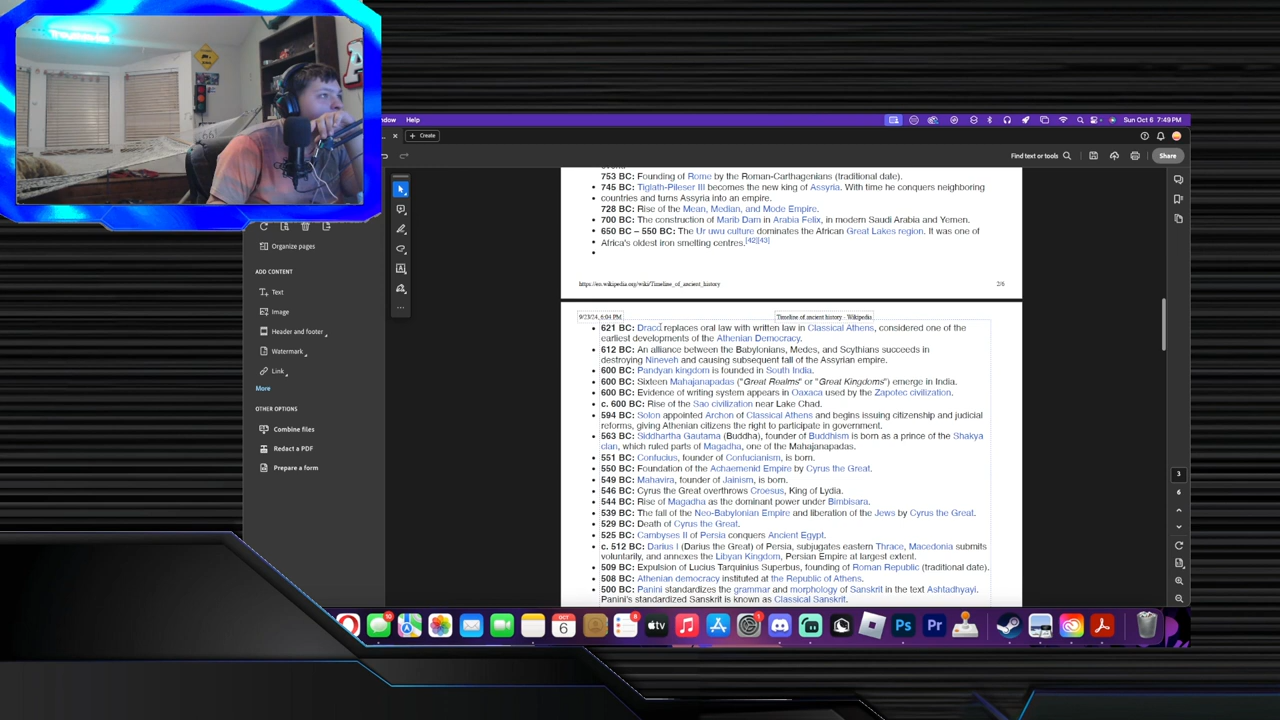 ndow Help
Sun Oct 6 7:49 PM
Create
Find text or tools
Share
Organize pages
ADD CONTENT
Text
Image
Header and footer
Watermark
Link
More
OTHER OPTIONS
Combine files
Redact a PDF
Prepare a form
753 BC: Founding of Rome by the Roman-Carthagenians (traditional date).
745 BC: Tiglath-Pileser III becomes the new king of Assyria. With time he conquers neighboring
countries and turns Assyria into an empire.
728 BC: Rise of the Mean, Median, and Mode Empire.
700 BC: The construction of Marib Dam in Arabia Felix, in modern Saudi Arabia and Yemen.
650 BC – 550 BC: The Ur uwu culture dominates the African Great Lakes region. It was one of
Africa's oldest iron smelting centres.[42][43]
https://en.wikipedia.org/wiki/Timeline_of_ancient_history 2/6
9/23/24, 6:04 PM Timeline of ancient history - Wikipedia
621 BC: Draco replaces oral law with written law in Classical Athens, considered one of the
earliest developments of the Athenian Democracy.
612 BC: An alliance between the Babylonians, Medes, and Scythians succeeds in
destroying Nineveh and causing subsequent fall of the Assyrian empire.
600 BC: Pandyan kingdom is founded in South India.
600 BC: Sixteen Mahajanapadas ("Great Realms" or "Great Kingdoms") emerge in India.
600 BC: Evidence of writing system appears in Oaxaca used by the Zapotec civilization.
c. 600 BC: Rise of the Sao civilization near Lake Chad.
594 BC: Solon appointed Archon of Classical Athens and begins issuing citizenship and judicial
reforms, giving Athenian citizens the right to participate in government.
563 BC: Siddhartha Gautama (Buddha), founder of Buddhism is born as a prince of the Shakya
clan, which ruled parts of Magadha, one of the Mahajanapadas.
551 BC: Confucius, founder of Confucianism, is born.
550 BC: Foundation of the Achaemenid Empire by Cyrus the Great.
549 BC: Mahavira, founder of Jainism, is born.
546 BC: Cyrus the Great overthrows Croesus, King of Lydia.
544 BC: Rise of Magadha as the dominant power under Bimbisara.
539 BC: The fall of the Neo-Babylonian Empire and liberation of the Jews by Cyrus the Great.
529 BC: Death of Cyrus the Great.
525 BC: Cambyses II of Persia conquers Ancient Egypt.
c. 512 BC: Darius I (Darius the Great) of Persia, subjugates eastern Thrace, Macedonia submits
voluntarily, and annexes the Libyan Kingdom, Persian Empire at largest extent.
509 BC: Expulsion of Lucius Tarquinius Superbus, founding of Roman Republic (traditional date).
508 BC: Athenian democracy instituted at the Republic of Athens.
500 BC: Panini standardizes the grammar and morphology of Sanskrit in the text Ashtadhyayi.
Panini's standardized Sanskrit is known as Classical Sanskrit.
3
6
OCT
6
tv
Ps
Pr